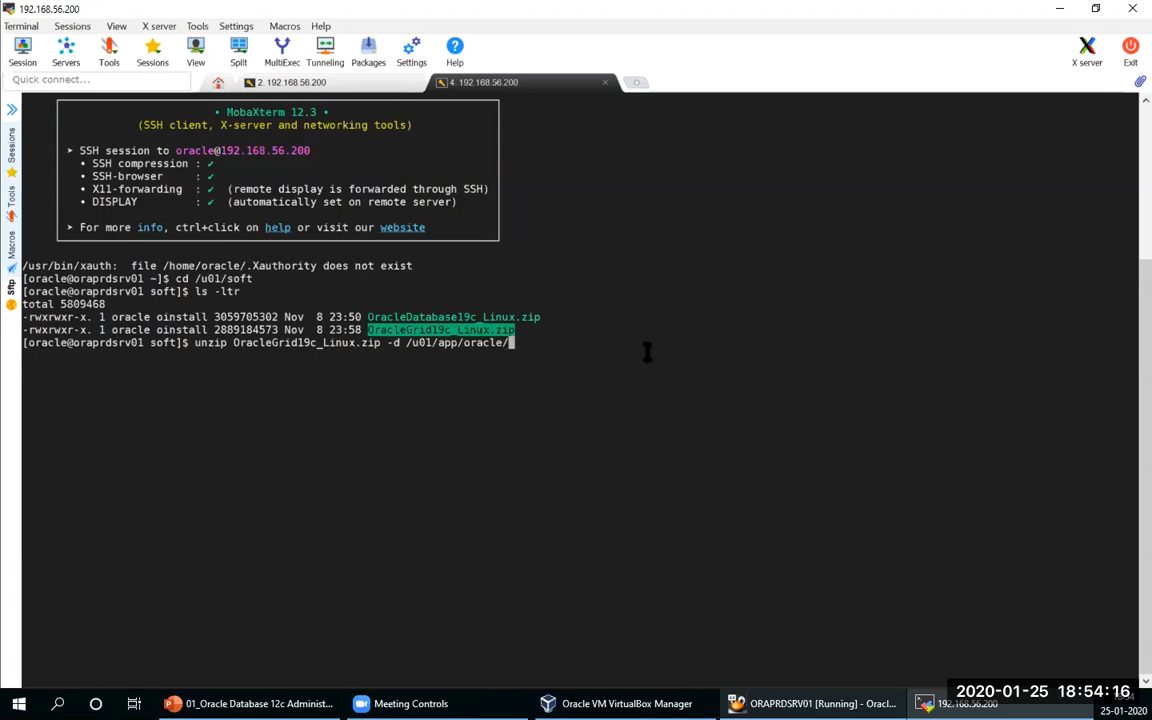 192.168.56.200
Terminal Sessions View X server Tools Settings Macros Help
Session Servers Tools Sessions View Split MultiExec Tunneling Packages Settings Help X server Exit
Quick connect... 2. 192.168.56.200 4. 192.168.56.200
• MobaXterm 12.3 •
(SSH client, X-server and networking tools)
➤ SSH session to oracle@192.168.56.200
• SSH compression : ✔
• SSH-browser : ✔
• X11-forwarding : ✔ (remote display is forwarded through SSH)
• DISPLAY : ✔ (automatically set on remote server)
➤ For more info, ctrl+click on help or visit our website
/usr/bin/xauth: file /home/oracle/.Xauthority does not exist
[oracle@oraprdsrv01 ~]$ cd /u01/soft
[oracle@oraprdsrv01 soft]$ ls -ltr
total 5809468
-rwxrwxr-x. 1 oracle oinstall 3059705302 Nov 8 23:50 OracleDatabase19c_Linux.zip
-rwxrwxr-x. 1 oracle oinstall 2889184573 Nov 8 23:58 OracleGrid19c_Linux.zip
[oracle@oraprdsrv01 soft]$ unzip OracleGrid19c_Linux.zip -d /u01/app/oracle/
Sessions
Tools
Macros
Sftp
01_Oracle Database 12c Administ... Meeting Controls Oracle VM VirtualBox Manager ORAPRDSRV01 [Running] - Oracl... 192.168.56.200
2020-01-25 18:54:16
25-01-2020